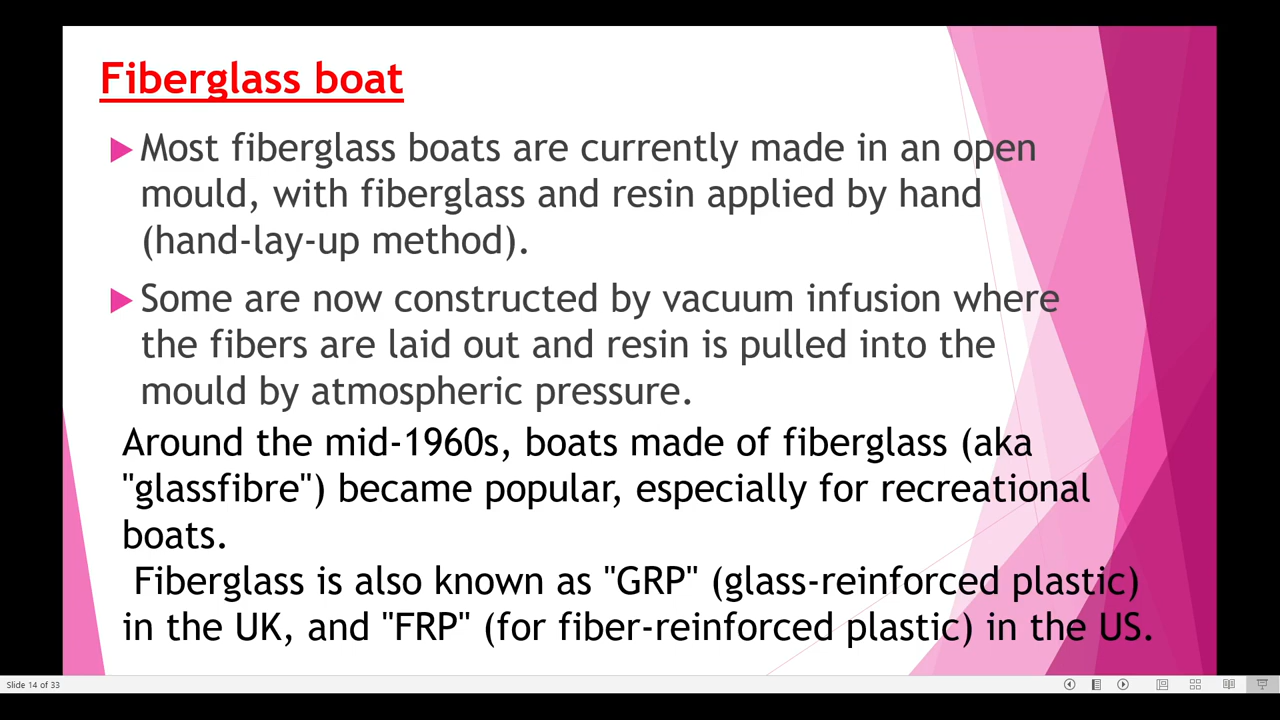 Fiberglass boat
Most fiberglass boats are currently made in an open
mould, with fiberglass and resin applied by hand
(hand-lay-up method).
Some are now constructed by vacuum infusion where
the fibers are laid out and resin is pulled into the
mould by atmospheric pressure.
Around the mid-1960s, boats made of fiberglass (aka
"glassfibre") became popular, especially for recreational
boats.
Fiberglass is also known as "GRP" (glass-reinforced plastic)
in the UK, and "FRP" (for fiber-reinforced plastic) in the US.
Slide 14 of 33